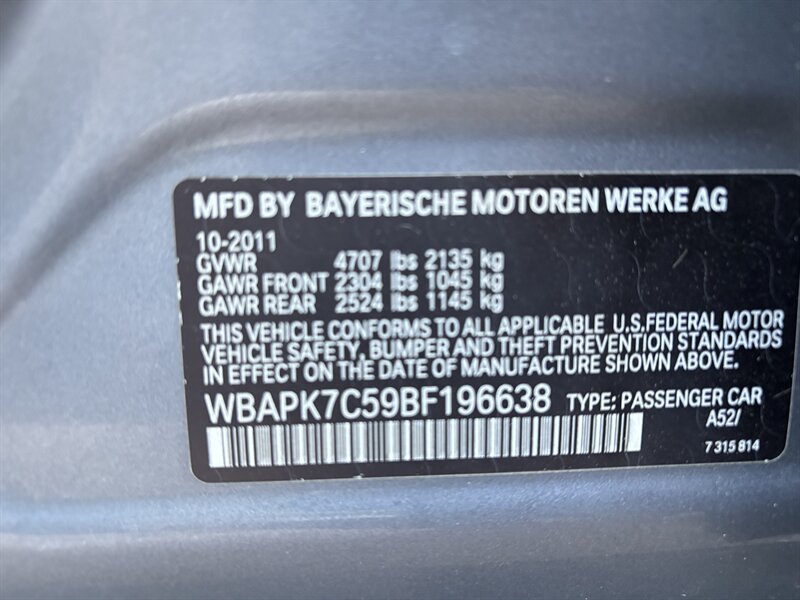 MFD BY BAYERISCHE MOTOREN WERKE AG
10-2011
GVWR 4707 lbs 2135 kg
GAWR FRONT 2304 lbs 1045 kg
GAWR REAR 2524 lbs 1145 kg
THIS VEHICLE CONFORMS TO ALL APPLICABLE U.S.FEDERAL MOTOR
VEHICLE SAFETY, BUMPER AND THEFT PREVENTION STANDARDS
IN EFFECT ON THE DATE OF MANUFACTURE SHOWN ABOVE.
WBAPK7C59BF196638 TYPE: PASSENGER CAR
A52/
7 315 814